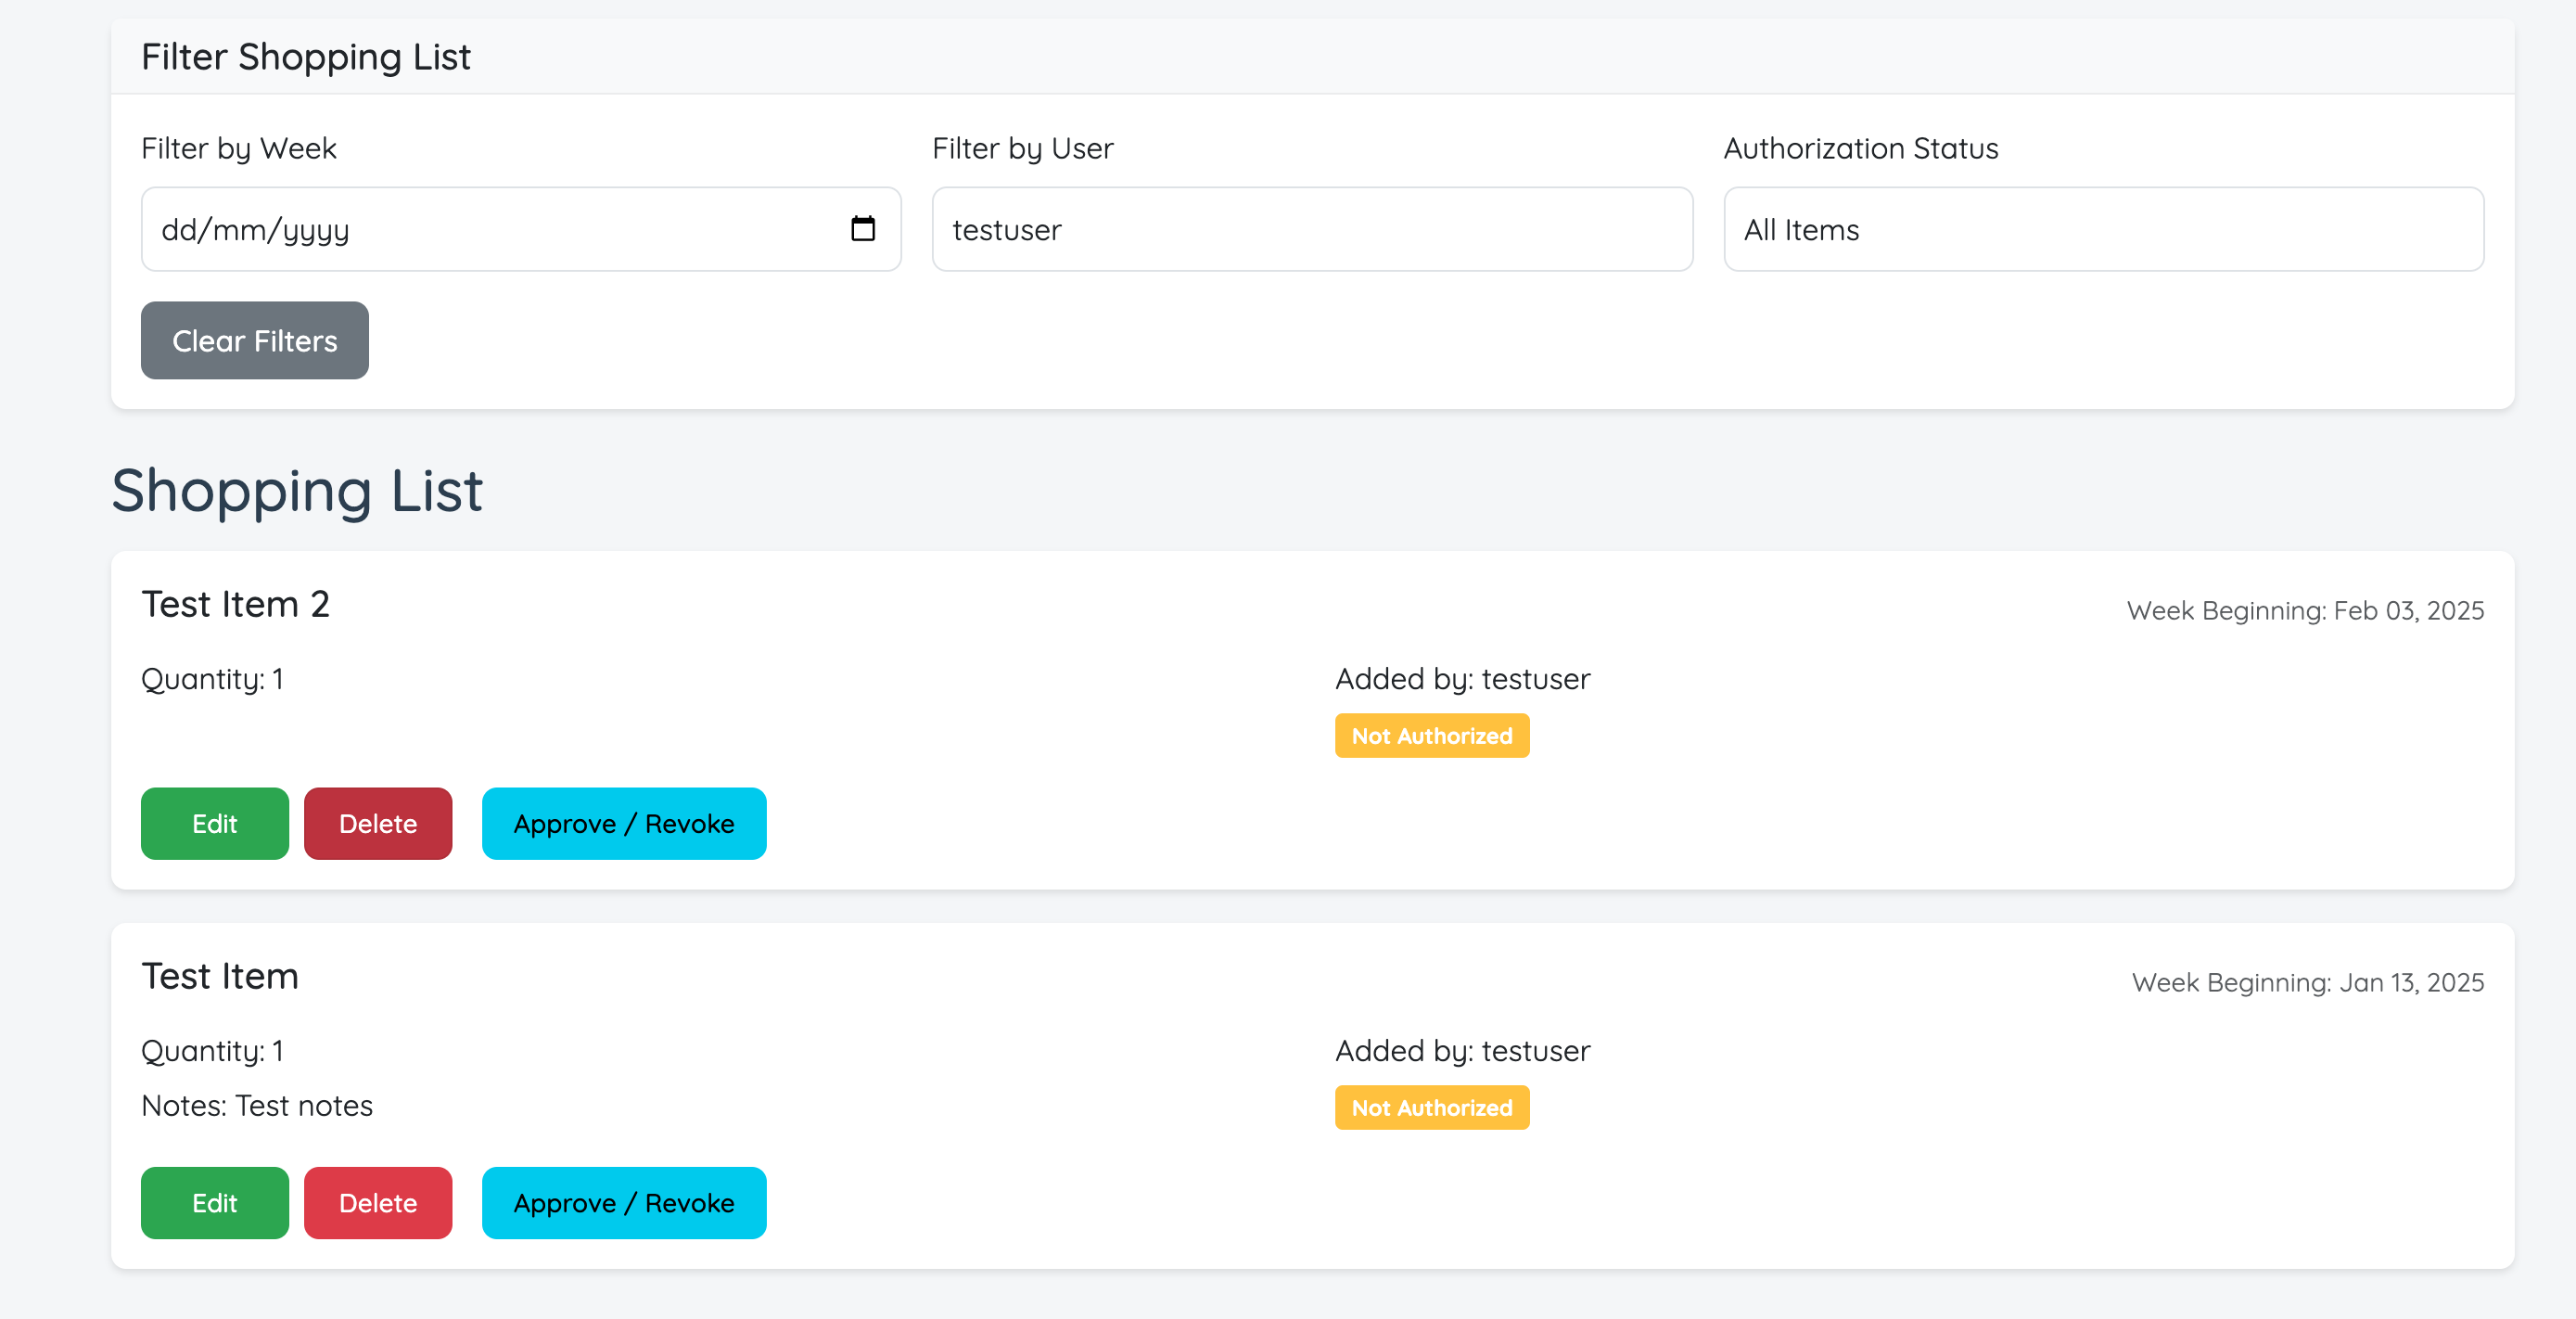 Filter Shopping List
Filter by Week
Filter by User
Authorization Status
dd/mm/yyyy
testuser
All Items
Clear Filters
Shopping List
Test Item 2
Week Beginning: Feb 03, 2025
Quantity: 1
Added by: testuser
Not Authorized
Edit
Delete
Approve / Revoke
Test Item
Week Beginning: Jan 13, 2025
Quantity: 1
Added by: testuser
Notes: Test notes
Not Authorized
Edit
Delete
Approve / Revoke